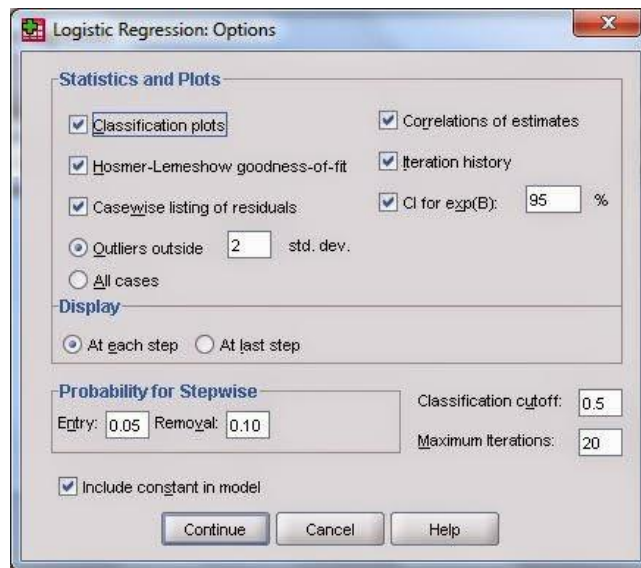 Logistic Regression: Options
Statistics and Plots
Classification plots
Correlations of estimates
Hosmer-Lemeshow goodness-of-fit
Iteration history
Casewise listing of residuals
CI for exp(B): 95 %
Outliers outside 2 std. dev.
All cases
Display
At each step At last step
Probability for Stepwise
Entry: 0.05 Removal: 0.10
Classification cutoff: 0.5
Maximum Iterations: 20
Include constant in model
Continue Cancel Help